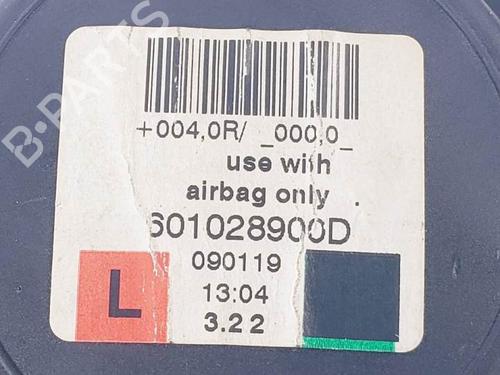 B-PARTS
+004,0R/ _000,0_
use with
airbag only .
601028900D
090119
L
13:04
3.22